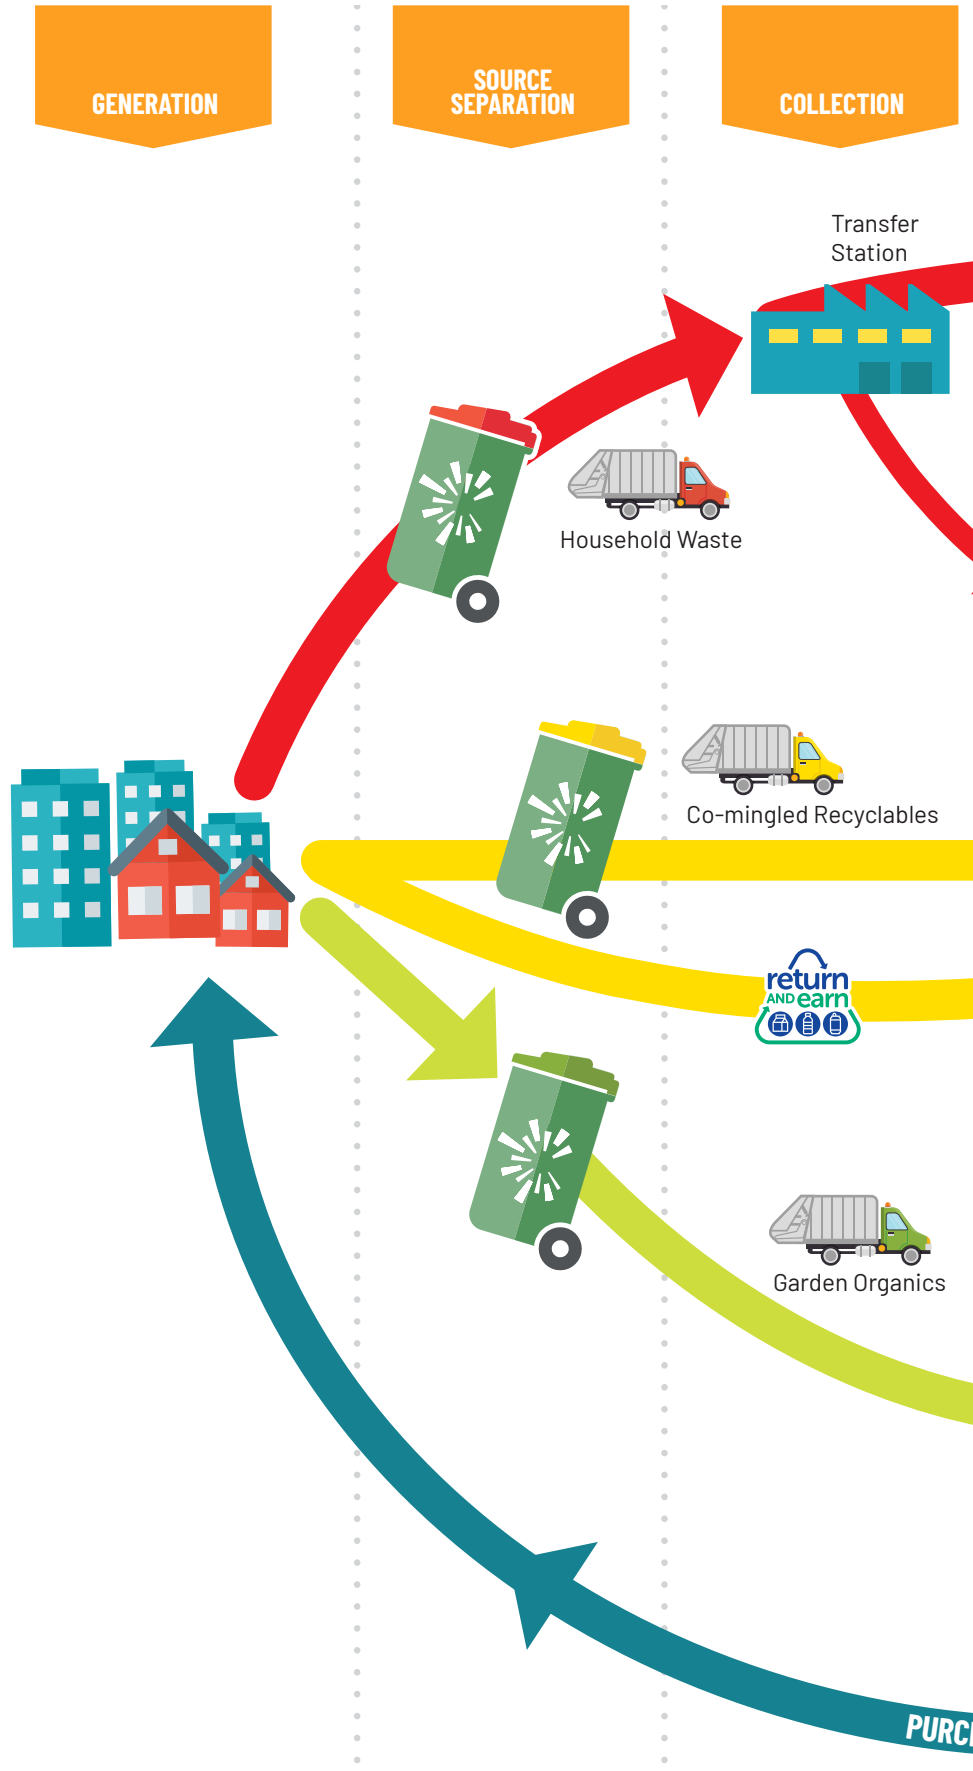 GENERATION
SOURCE
SEPARATION
COLLECTION
Transfer
Station
Household Waste
Co-mingled Recyclables
return
AND earn
Garden Organics